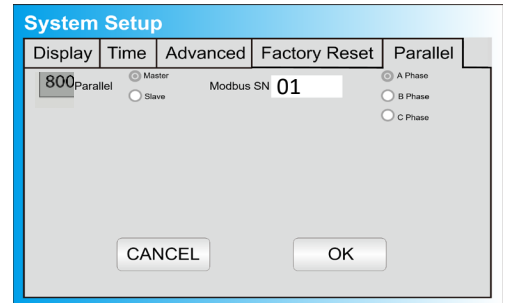 System Setup
Display Time Advanced Factory Reset Parallel
800 Parallel Master Modbus SN 01 A Phase
Slave B Phase
C Phase
CANCEL OK